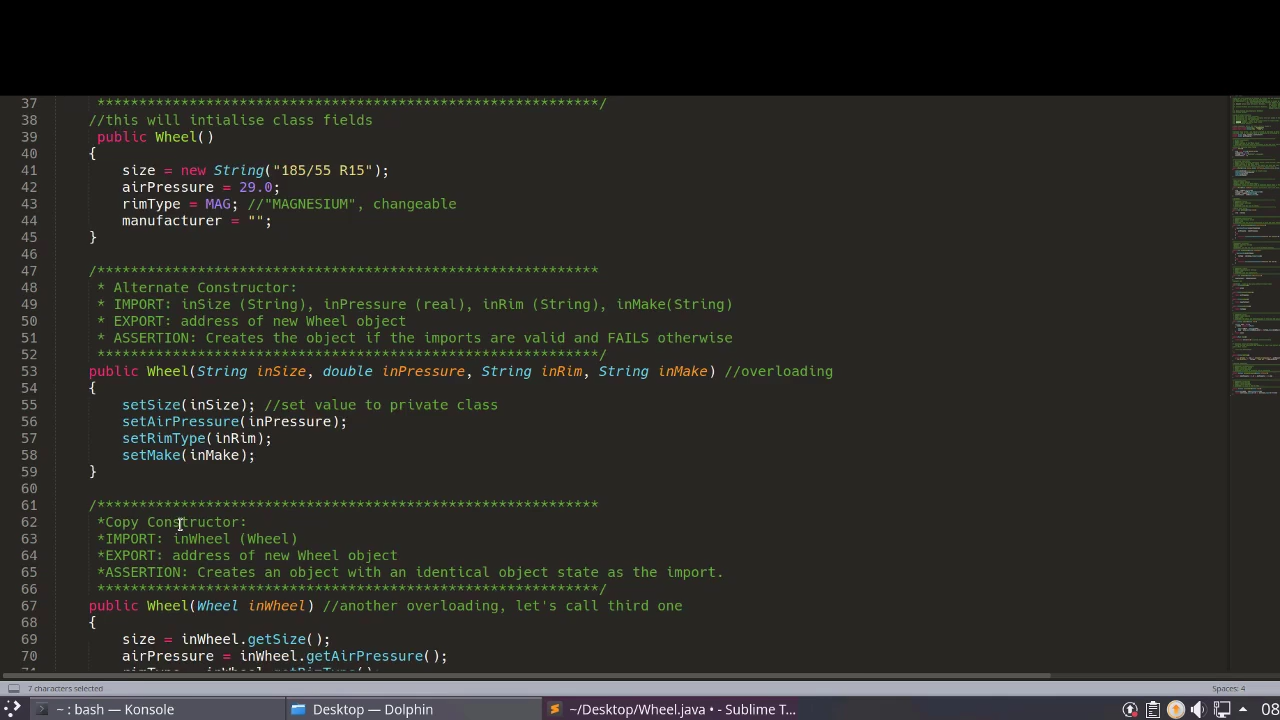 37 ************************************************************/
38 //this will intialise class fields
39 public Wheel()
40 {
41 size = new String("185/55 R15");
42 airPressure = 29.0;
43 rimType = MAG; //"MAGNESIUM", changeable
44 manufacturer = "";
45 }
46
47 /************************************************************
48 * Alternate Constructor:
49 * IMPORT: inSize (String), inPressure (real), inRim (String), inMake(String)
50 * EXPORT: address of new Wheel object
51 * ASSERTION: Creates the object if the imports are valid and FAILS otherwise
52 ************************************************************/
53 public Wheel(String inSize, double inPressure, String inRim, String inMake) //overloading
54 {
55 setSize(inSize); //set value to private class
56 setAirPressure(inPressure);
57 setRimType(inRim);
58 setMake(inMake);
59 }
60
61 /************************************************************
62 *Copy Constructor:
63 *IMPORT: inWheel (Wheel)
64 *EXPORT: address of new Wheel object
65 *ASSERTION: Creates an object with an identical object state as the import.
66 ************************************************************/
67 public Wheel(Wheel inWheel) //another overloading, let's call third one
68 {
69 size = inWheel.getSize();
70 airPressure = inWheel.getAirPressure();
7 characters selected Spaces: 4
~ : bash — Konsole Desktop — Dolphin ~/Desktop/Wheel.java • - Sublime T... 08